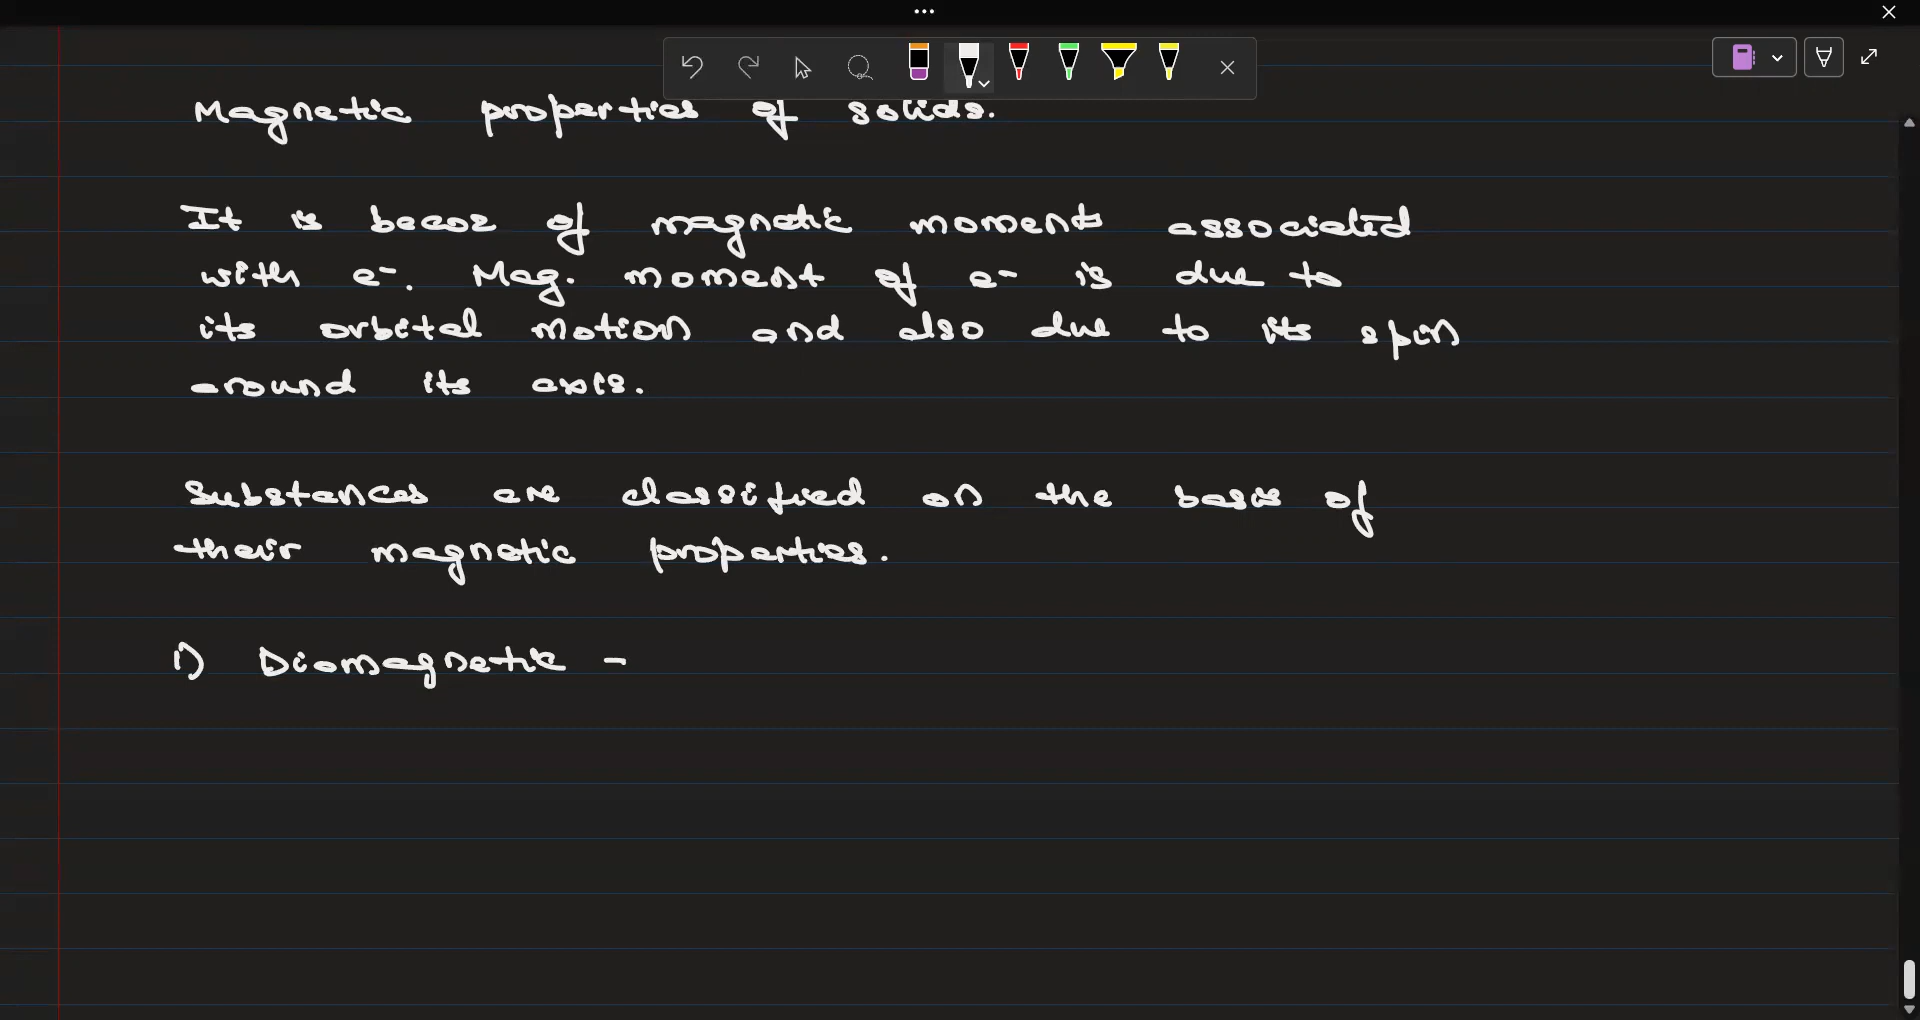 Magnetic properties of solids.
It is becoz of magnetic moment associated
with e⁻. Mag. moment of e⁻ is due to
its orbital motion and also due to its spin
around its axis.
Substances are classified on the basis of
their magnetic properties.
1) Diamagnetic -